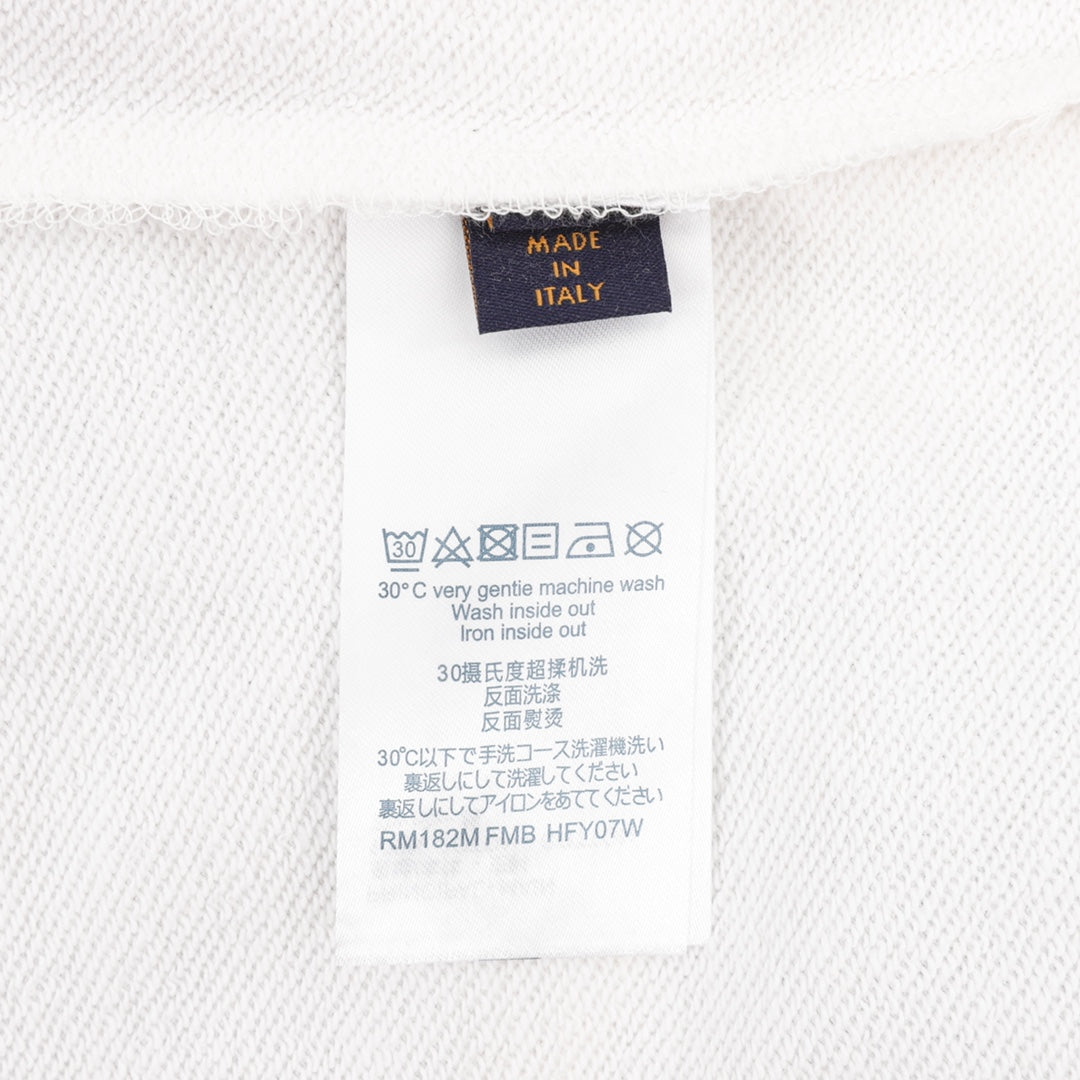 MADE
IN
ITALY
30
30°C very gentie machine wash
Wash inside out
Iron inside out
30摄氏度超揉机洗
反面洗涤
反面熨烫
30℃以下で手洗コース洗濯機洗い
裏返しにして洗濯してください
裏返しにしてアイロンをあててください
RM182M FMB HFY07W